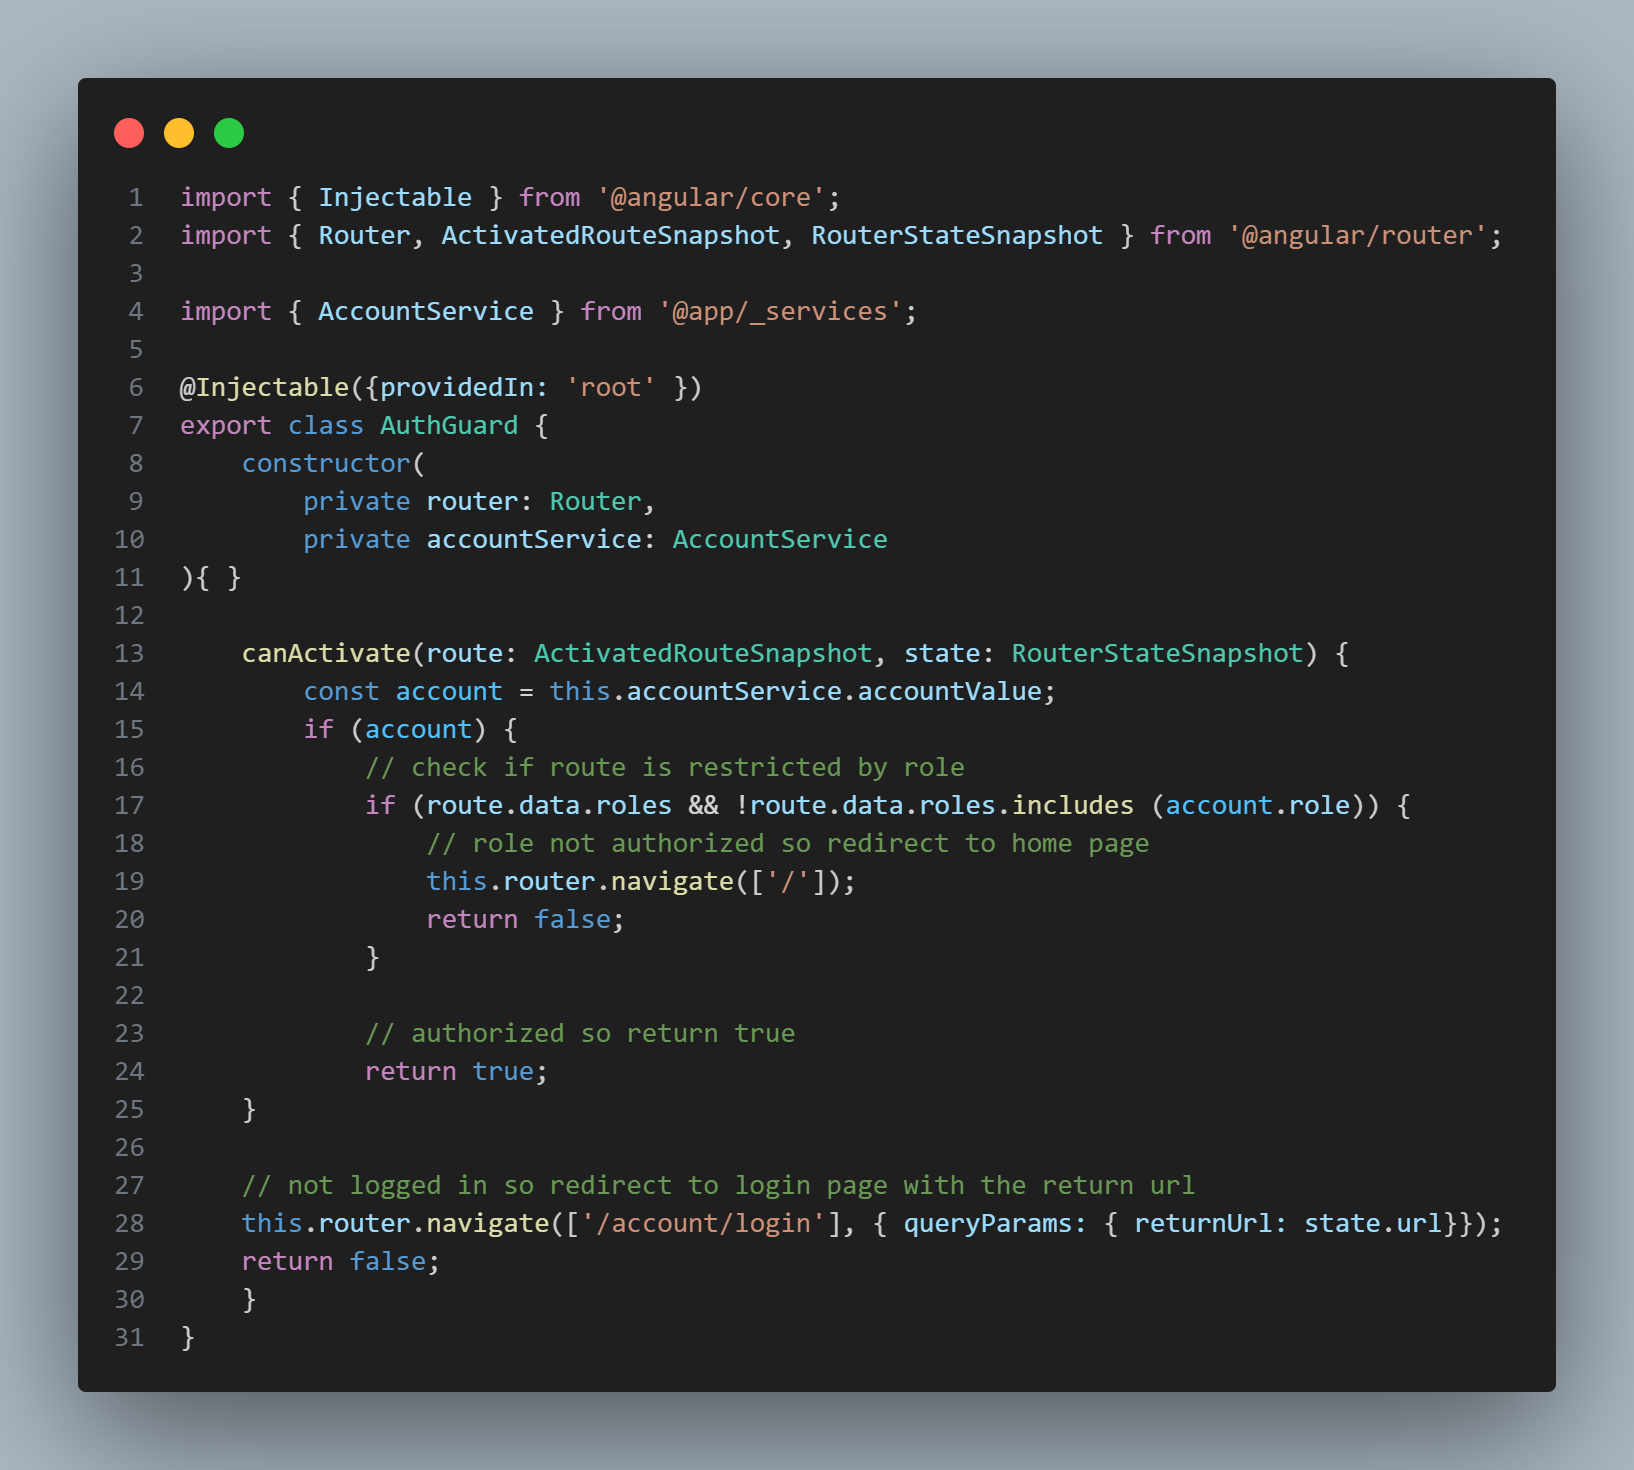 1 import { Injectable } from '@angular/core';
2 import { Router, ActivatedRouteSnapshot, RouterStateSnapshot } from '@angular/router';
3
4 import { AccountService } from '@app/_services';
5
6 @Injectable({providedIn: 'root' })
7 export class AuthGuard {
8     constructor(
9         private router: Router,
10         private accountService: AccountService
11 ){ }
12
13     canActivate(route: ActivatedRouteSnapshot, state: RouterStateSnapshot) {
14         const account = this.accountService.accountValue;
15         if (account) {
16             // check if route is restricted by role
17             if (route.data.roles && !route.data.roles.includes (account.role)) {
18                 // role not authorized so redirect to home page
19                 this.router.navigate(['/']);
20                 return false;
21             }
22
23             // authorized so return true
24             return true;
25     }
26
27     // not logged in so redirect to login page with the return url
28     this.router.navigate(['/account/login'], { queryParams: { returnUrl: state.url}});
29     return false;
30     }
31 }